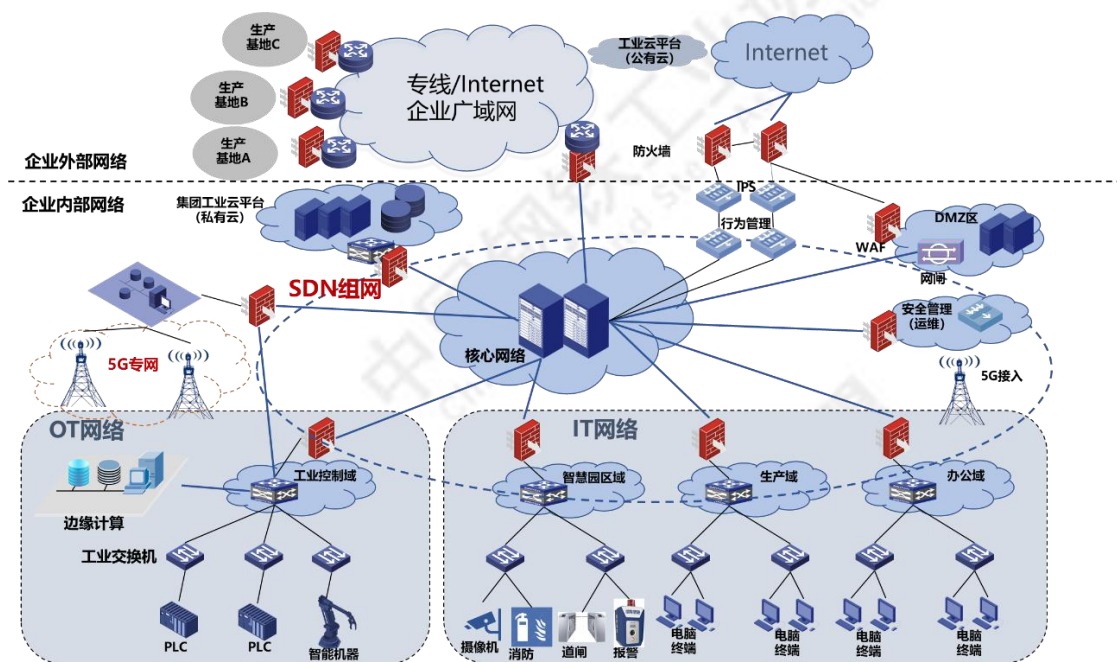 生产
基地C
生产
基地B
生产
基地A
专线/Internet
企业广域网
工业云平台
（公有云）
Internet
防火墙
企业外部网络
企业内部网络
集团工业云平台
（私有云）
IPS
行为管理
WAF
DMZ区
网闸
SDN组网
核心网络
安全管理
（运维）
5G专网
5G接入
OT网络
IT网络
工业控制域
智慧园区域
生产域
办公域
边缘计算
工业交换机
PLC
PLC
智能机器
摄像机
消防
道闸
报警
电脑
终端
电脑
终端
电脑
终端
电脑
终端